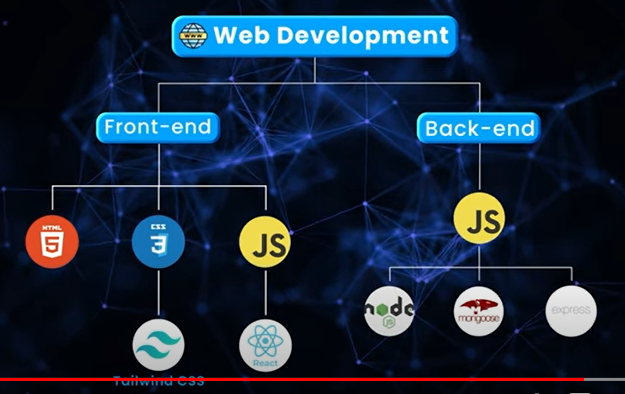 WWW
Web Development
Front-end
Back-end
HTML
5
CSS
3
JS
JS
node
JS
mongoose
express
React
Tailwind CSS